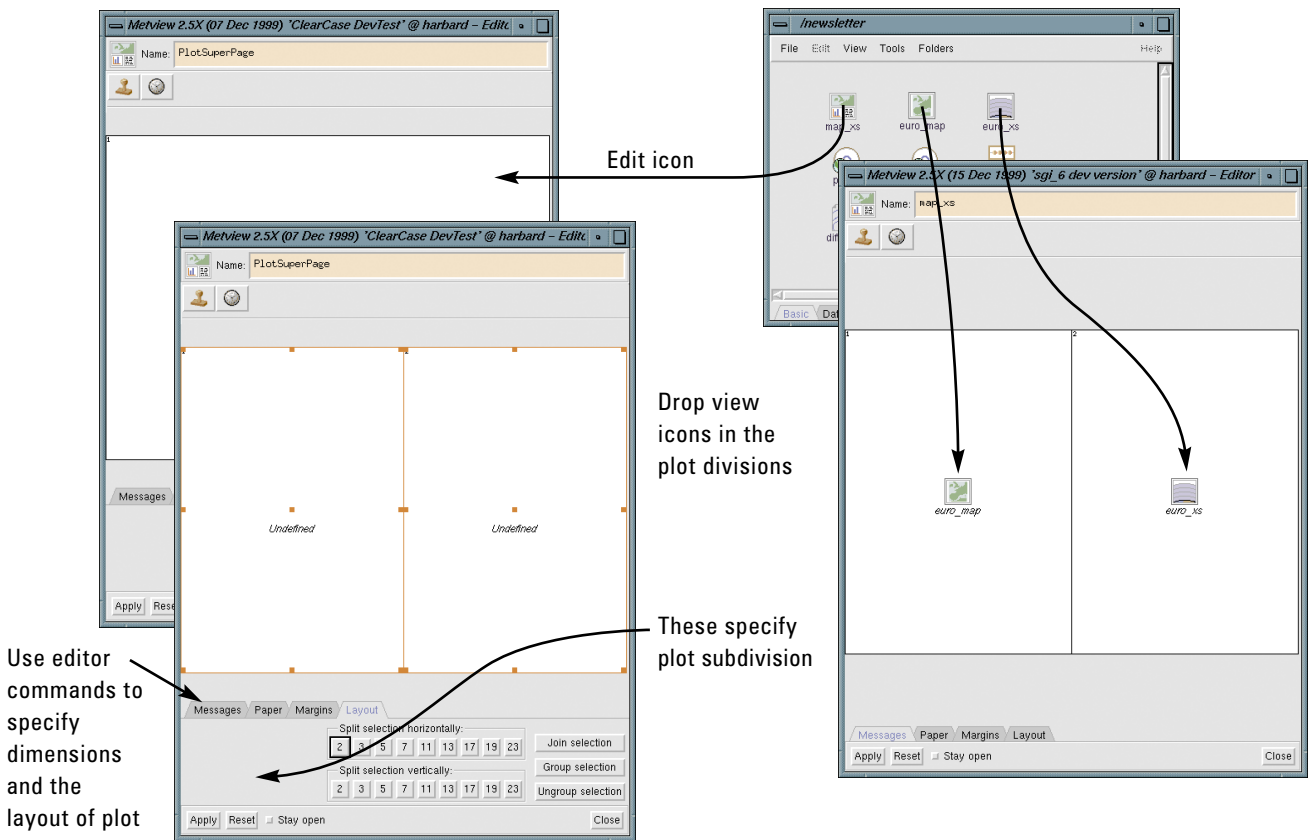 Metview 2.5X (07 Dec 1999) 'ClearCase DevTest' @ harbard – Edito
Name: PlotSuperPage
1
Messages
Apply Rese
/newsletter
File Edit View Tools Folders Help
map_xs euro_map euro_xs
Basic Dat
Edit icon
Metview 2.5X (07 Dec 1999) 'ClearCase DevTest' @ harbard – Edito
Name: PlotSuperPage
Undefined Undefined
Messages Paper Margins Layout
Split selection horizontally:
2 3 5 7 11 13 17 19 23
Join selection
Group selection
Split selection vertically:
2 3 5 7 11 13 17 19 23
Ungroup selection
Apply Reset Stay open Close
Metview 2.5X (15 Dec 1999) 'sgi_6 dev version' @ harbard – Editor
Name: map_xs
1 2
euro_map euro_xs
Messages Paper Margins Layout
Apply Reset Stay open Close
Drop view
icons in the
plot divisions
These specify
plot subdivision
Use editor
commands to
specify
dimensions
and the
layout of plot